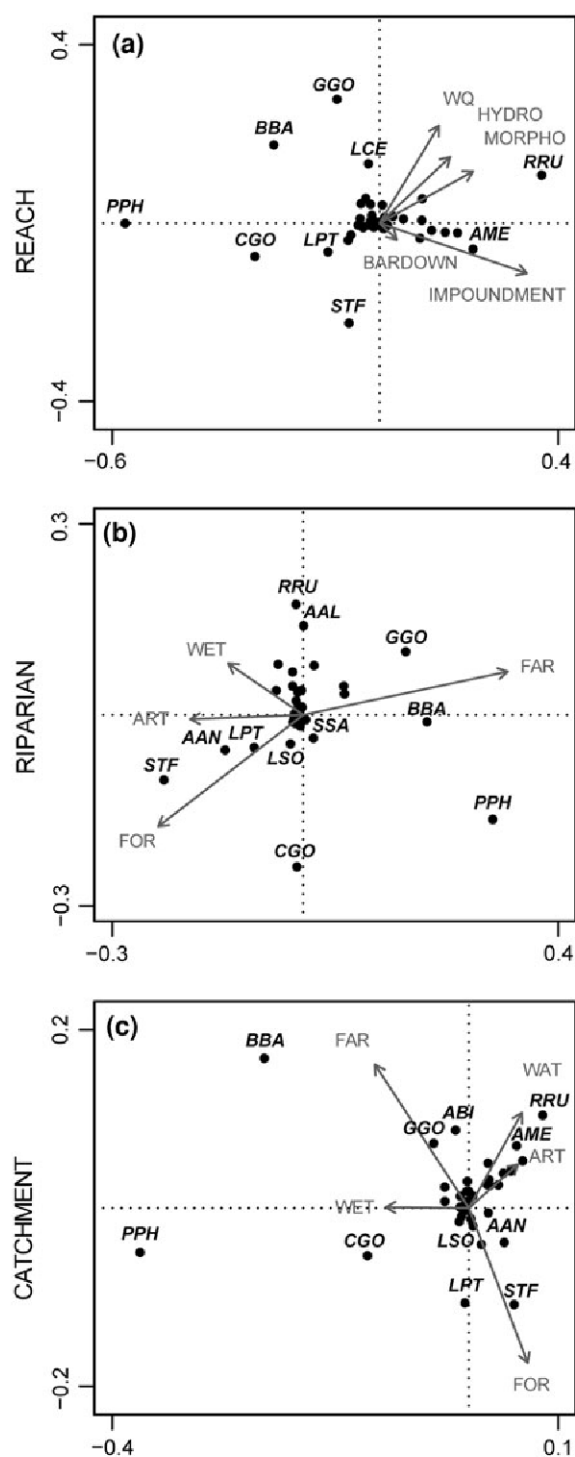 (a)
0.4
GGO
WQ
BBA
HYDRO
LCE
MORPHO
RRU
PPH
CGO
LPT
AME
BARDOWN
IMPOUNDMENT
STF
REACH
-0.4
-0.6
0.4
(b)
0.3
RRU
AAL
GGO
WET
FAR
ART
AAN
LPT
SSA
BBA
LSO
STF
PPH
FOR
CGO
RIPARIAN
-0.3
-0.3
0.4
(c)
0.2
BBA
FAR
WAT
RRU
ABI
GGO
AME
ART
WET
PPH
CGO
LSO
AAN
LPT
STF
FOR
CATCHMENT
-0.2
-0.4
0.1